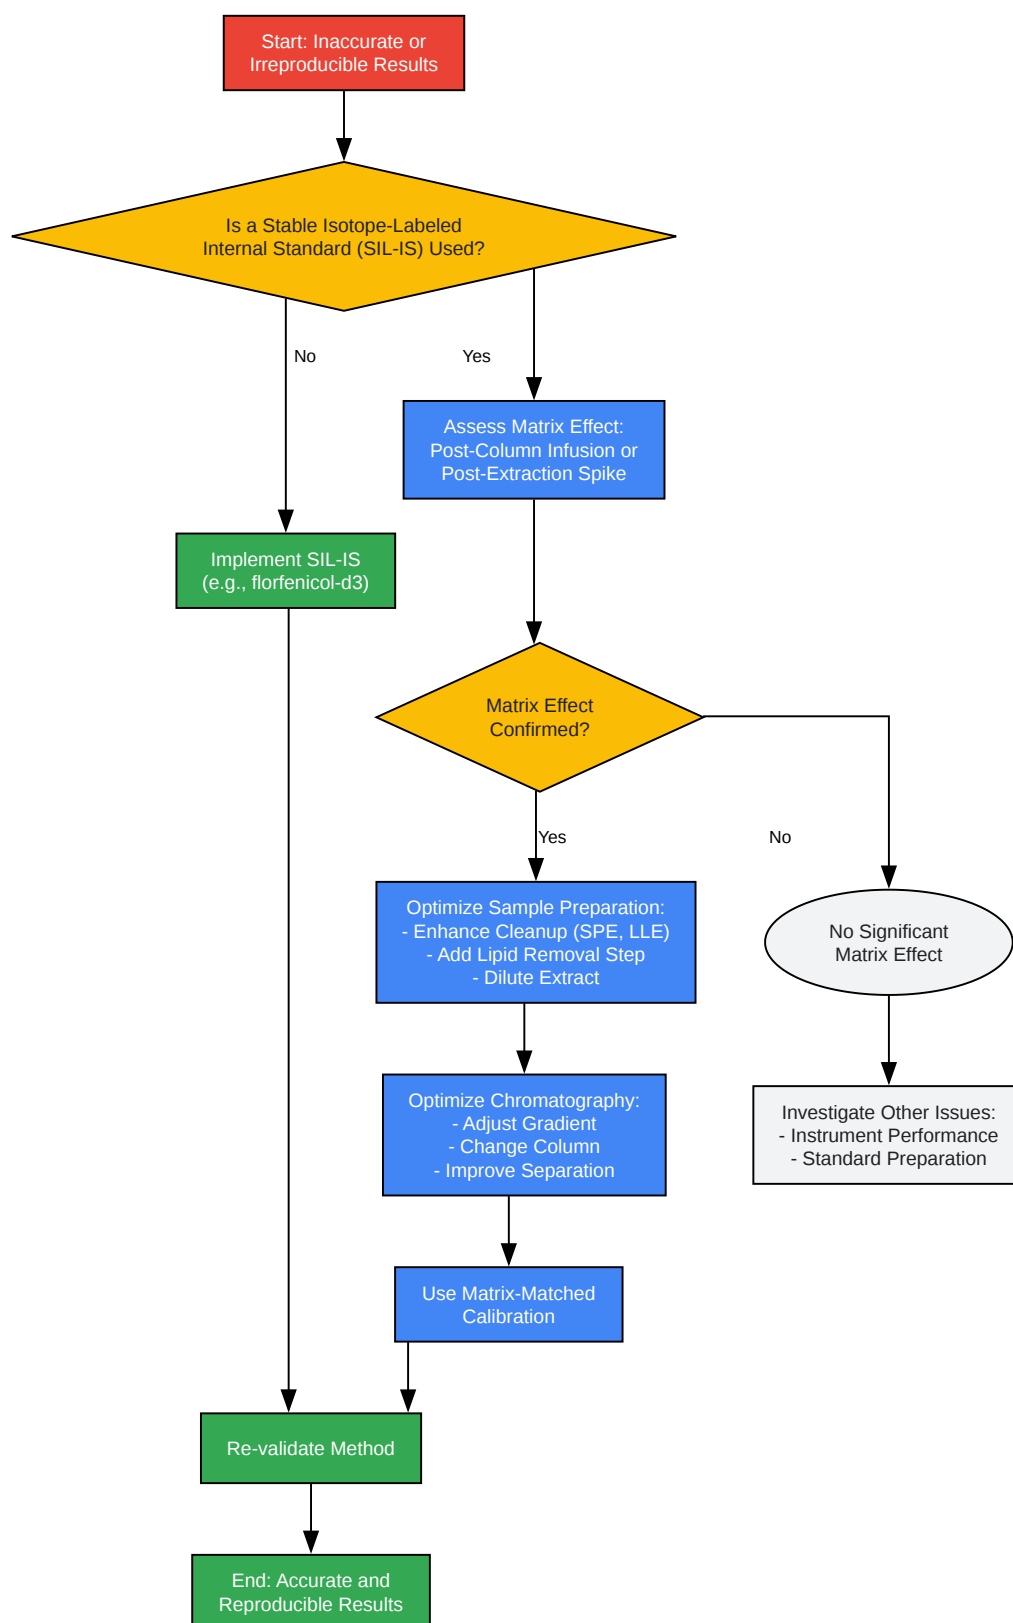 Start: Inaccurate or
Irreproducible Results
Is a Stable Isotope-Labeled
Internal Standard (SIL-IS) Used?
No
Yes
Assess Matrix Effect:
Post-Column Infusion or
Post-Extraction Spike
Implement SIL-IS
(e.g., florfenicol-d3)
Matrix Effect
Confirmed?
Yes
No
Optimize Sample Preparation:
- Enhance Cleanup (SPE, LLE)
- Add Lipid Removal Step
- Dilute Extract
No Significant
Matrix Effect
Optimize Chromatography:
- Adjust Gradient
- Change Column
- Improve Separation
Investigate Other Issues:
- Instrument Performance
- Standard Preparation
Use Matrix-Matched
Calibration
Re-validate Method
End: Accurate and
Reproducible Results